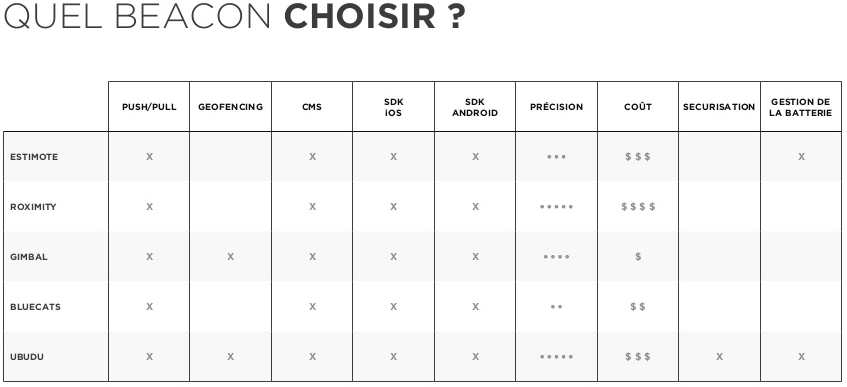 QUEL BEACON CHOISIR ?
PUSH/PULL GEOFENCING CMS SDK iOS SDK ANDROID PRÉCISION COÛT SECURISATION GESTION DE LA BATTERIE
ESTIMOTE X X X X ••• $$$ X
ROXIMITY X X X X ••••• $$$$
GIMBAL X X X X X •••• $
BLUECATS X X X X •• $$
UBUDU X X X X X ••••• $$$ X X